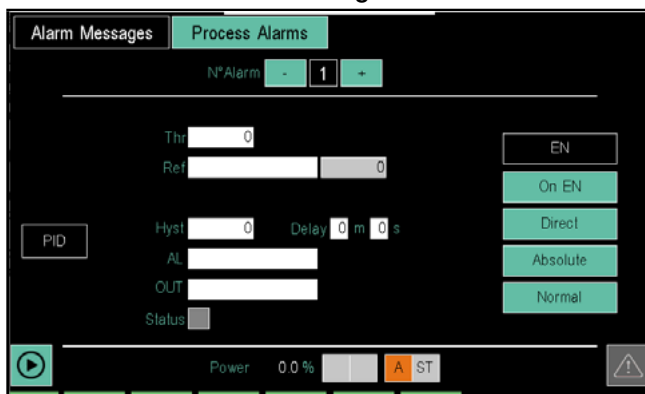 Alarm Messages Process Alarms
N°Alarm - 1 +
Thr 0
EN
Ref 0
On EN
Hyst 0 Delay 0 m 0 s
Direct
PID
AL
Absolute
OUT
Normal
Status
Power 0.0 % A ST